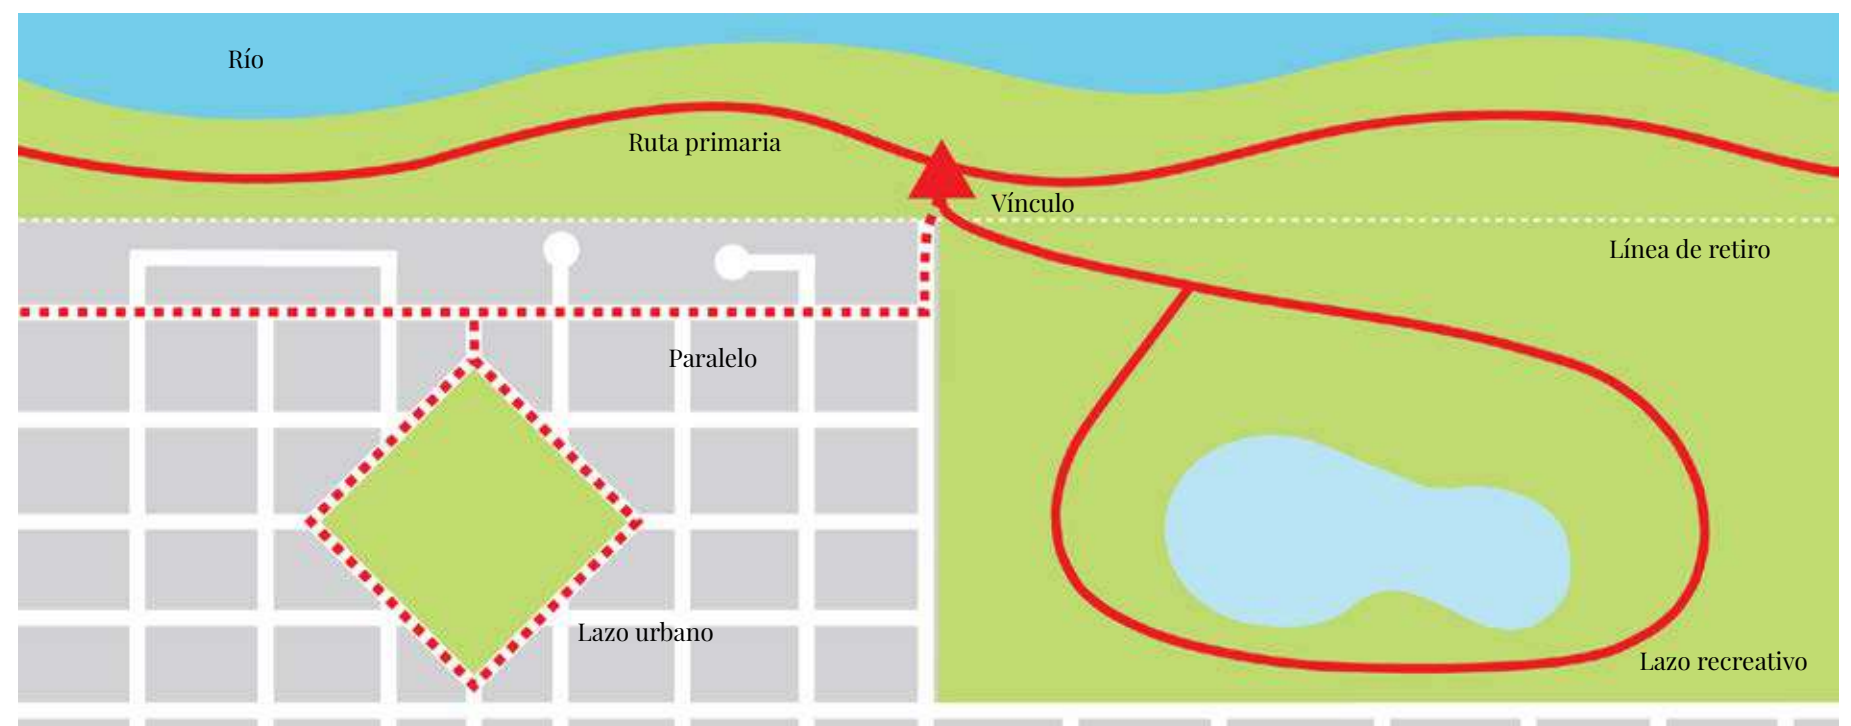 Río
Ruta primaria
Vínculo
Línea de retiro
Paralelo
Lazo urbano
Lazo recreativo